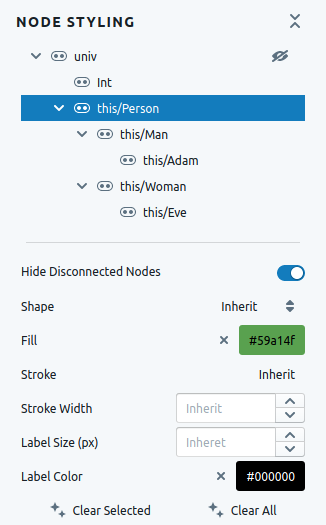 NODE STYLING
univ
Int
this/Person
this/Man
this/Adam
this/Woman
this/Eve
Hide Disconnected Nodes
Shape Inherit
Fill × #59a14f
Stroke Inherit
Stroke Width Inherit
Label Size (px) Inheret
Label Color × #000000
Clear Selected Clear All